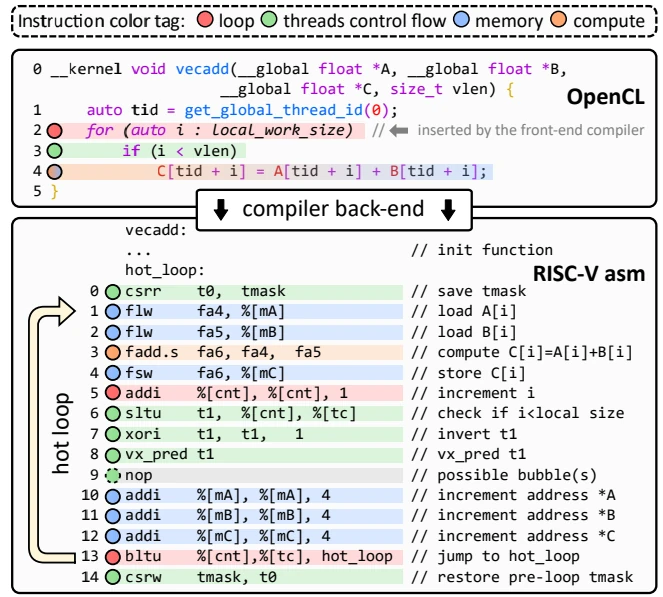 Instruction color tag: loop threads control flow memory compute
0 __kernel void vecadd(__global float *A, __global float *B,
__global float *C, size_t vlen) {
OpenCL
1 auto tid = get_global_thread_id(0);
2 for (auto i : local_work_size) // inserted by the front-end compiler
3 if (i < vlen)
4 C[tid + i] = A[tid + i] + B[tid + i];
5 }
compiler back-end
vecadd:
... // init function
hot_loop:
RISC-V asm
0 csrr t0, tmask // save tmask
1 flw fa4, %[mA] // load A[i]
2 flw fa5, %[mB] // load B[i]
3 fadd.s fa6, fa4, fa5 // compute C[i]=A[i]+B[i]
4 fsw fa6, %[mC] // store C[i]
5 addi %[cnt], %[cnt], 1 // increment i
6 sltu t1, %[cnt], %[tc] // check if i<local size
7 xori t1, t1, 1 // invert t1
8 vx_pred t1 // vx_pred t1
9 nop // possible bubble(s)
10 addi %[mA], %[mA], 4 // increment address *A
11 addi %[mB], %[mB], 4 // increment address *B
12 addi %[mC], %[mC], 4 // increment address *C
13 bltu %[cnt],%[tc], hot_loop // jump to hot_loop
14 csrw tmask, t0 // restore pre-loop tmask
hot loop